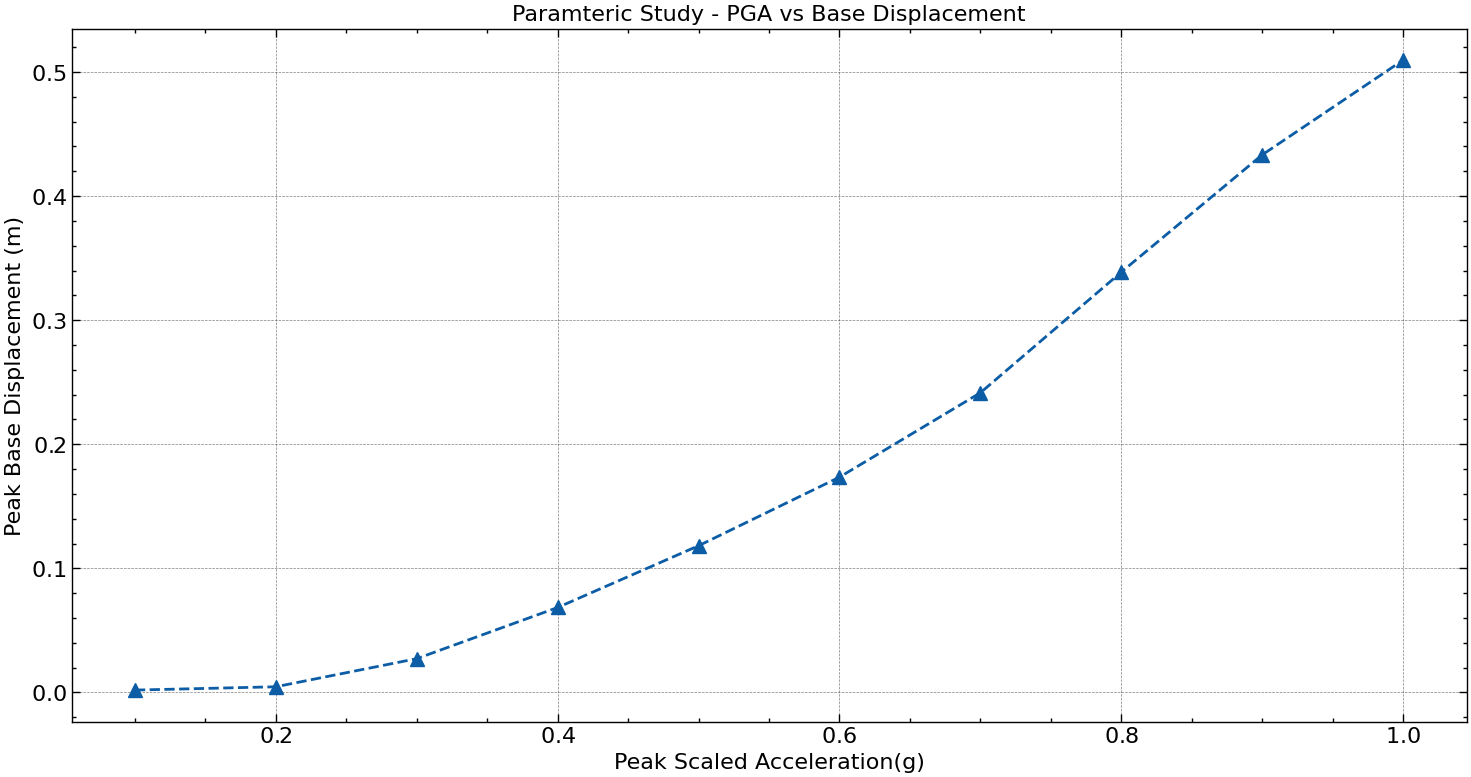 Paramteric Study - PGA vs Base Displacement
Peak Base Displacement (m)
0.5
0.4
0.3
0.2
0.1
0.0
0.2 0.4 0.6 0.8 1.0
Peak Scaled Acceleration(g)